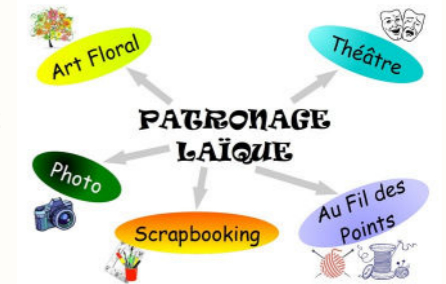 Art Floral
Théâtre
PATRONAGE
LAÏQUE
Photo
Scrapbooking
Au Fil des
Points